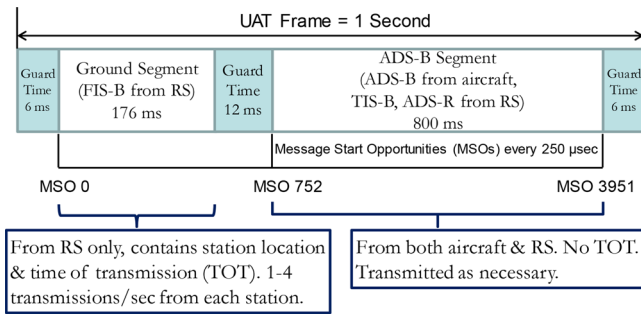 UAT Frame = 1 Second
Guard
Time
6 ms
Ground Segment
(FIS-B from RS)
176 ms
Guard
Time
12 ms
ADS-B Segment
(ADS-B from aircraft,
TIS-B, ADS-R from RS)
800 ms
Guard
Time
6 ms
Message Start Opportunities (MSOs) every 250 µsec
MSO 0
MSO 752
MSO 3951
From RS only, contains station location
& time of transmission (TOT). 1-4
transmissions/sec from each station.
From both aircraft & RS. No TOT.
Transmitted as necessary.